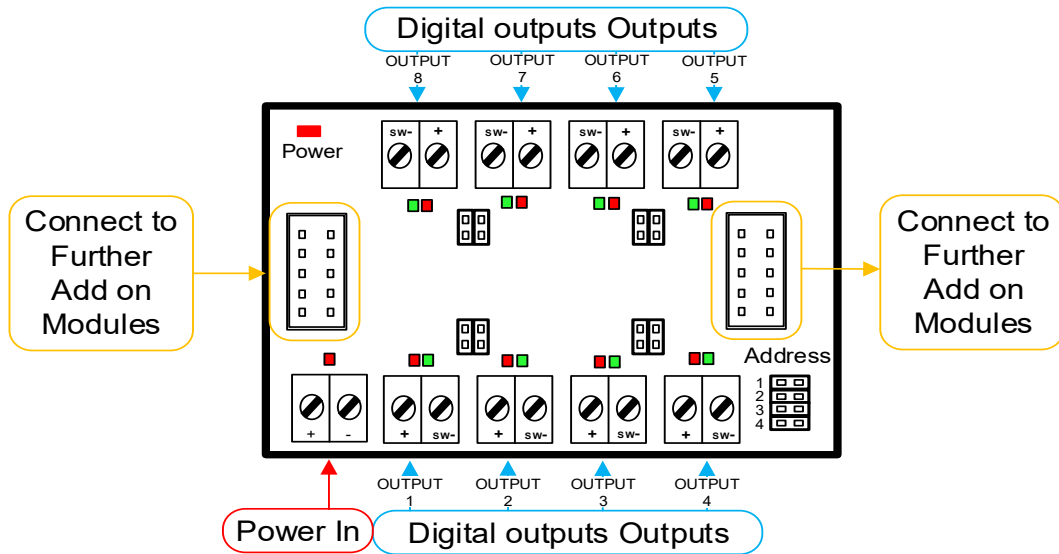 Digital outputs Outputs
OUTPUT OUTPUT OUTPUT OUTPUT
8 7 6 5
sw- + sw- + sw- + sw- +
Power
Connect to
Further
Add on
Modules
Connect to
Further
Add on
Modules
Address
1
2
3
4
+ - + sw- + sw- + sw- + sw-
OUTPUT OUTPUT OUTPUT OUTPUT
1 2 3 4
Power In
Digital outputs Outputs